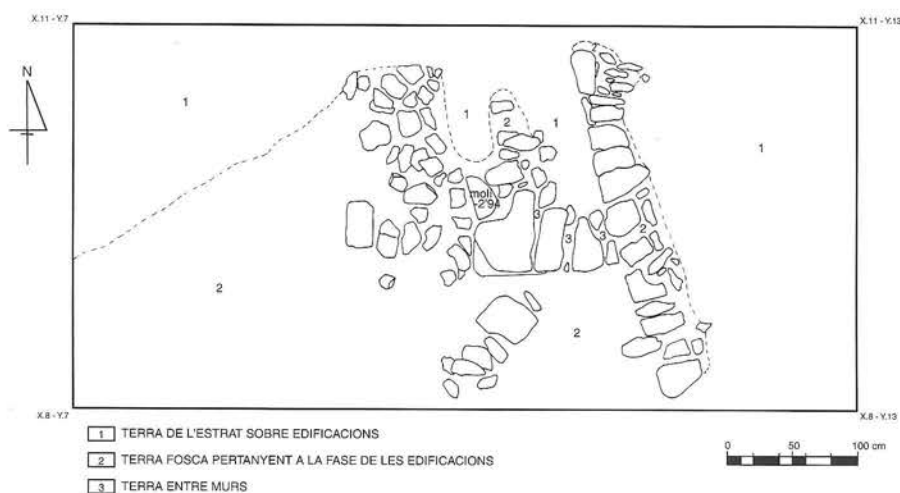 X.11 - Y.7
X.11 - Y.13
N
1
1
2
1
1
molí
-2'94
3
3
3
2
2
2
X.8 - Y.7
X.8 - Y.13
1 TERRA DE L'ESTRAT SOBRE EDIFICACIONS
2 TERRA FOSCA PERTANYENT A LA FASE DE LES EDIFICACIONS
3 TERRA ENTRE MURS
0 50 100 cm